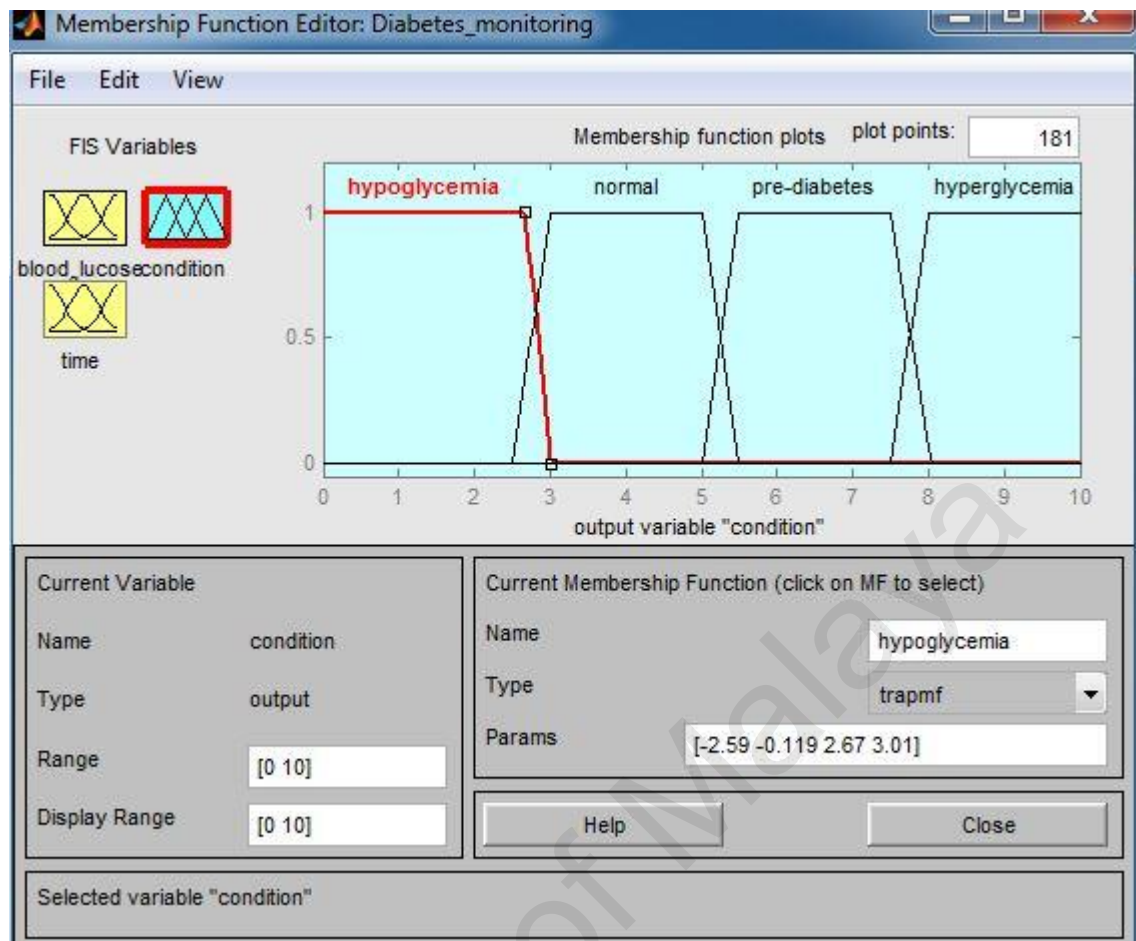 Membership Function Editor: Diabetes_monitoring
File Edit View
FIS Variables
Membership function plots plot points: 181
hypoglycemia normal pre-diabetes hyperglycemia
blood_lucose condition
time
1
0.5
0
0 1 2 3 4 5 6 7 8 9 10
output variable "condition"
Current Variable
Name condition
Type output
Range [0 10]
Display Range [0 10]
Current Membership Function (click on MF to select)
Name hypoglycemia
Type trapmf
Params [-2.59 -0.119 2.67 3.01]
Help Close
Selected variable "condition"
of Malaya